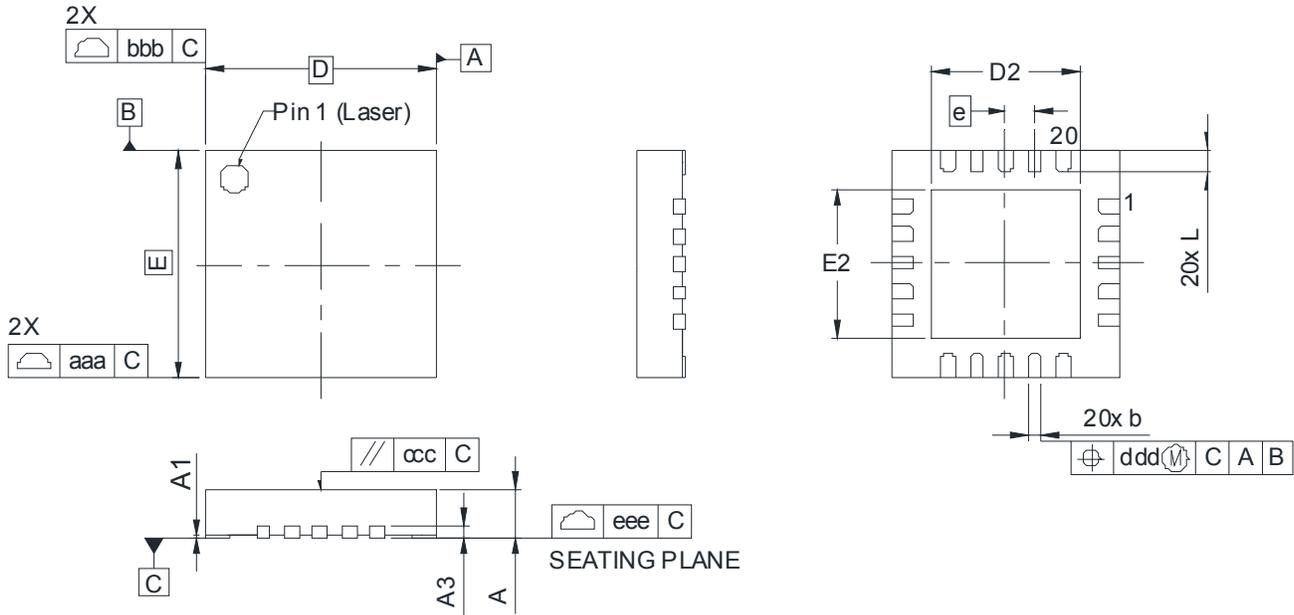 2X
bbb C
D
A
B
Pin 1 (Laser)
E
2X
aaa C
D2
e
20
1
E2
20x L
20x b
ddd M C A B
ccc C
A1
eee C
SEATING PLANE
C
A3
A